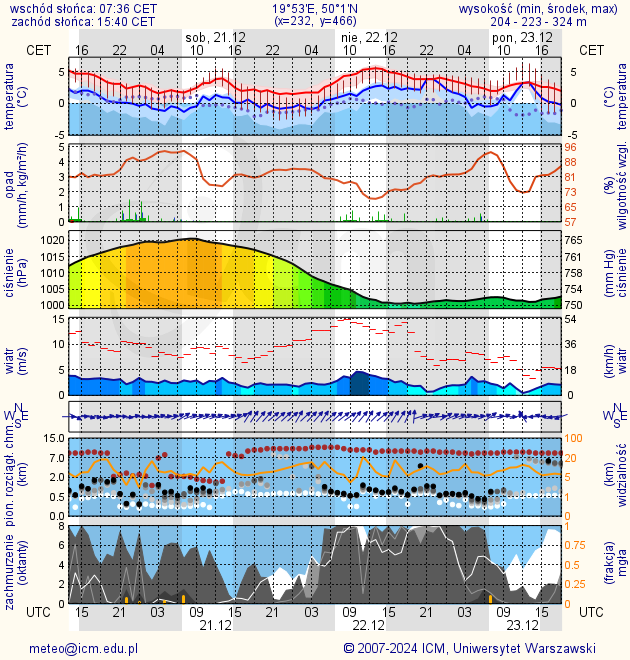 wschód słońca: 07:36 CET 19°53'E, 50°1'N wysokość (min, środek, max)
zachód słońca: 15:40 CET (x=232, y=466) 204 - 223 - 324 m
sob, 21.12 nie, 22.12 pon, 23.12
CET 16 22 04 10 16 22 04 10 16 22 04 10 16 CET
temperatura (°C) 5 0 -5 5 0 -5 temperatura (°C)
opad (mm/h, kg/m²/h) 5 4 3 2 1 0 96 88 81 73 65 57 (%) wilgotność wzgl.
ciśnienie (hPa) 1020 1015 1010 1005 1000 765 761 758 754 750 (mm Hg) ciśnienie
wiatr (m/s) 15 10 5 0 54 36 18 0 (km/h) wiatr
N W E S N W E S
pion. rozciągł. chm. (km) 15.0 7.0 2.0 0.5 0.0 100 20 5 1 0 (km) widzialność
zachmurzenie (oktanty) 8 6 4 2 0 1 0.75 0.5 0.25 0 (frakcja) mgła
UTC 15 21 03 09 15 21 03 09 15 21 03 09 15 UTC
21.12 22.12 23.12
meteo@icm.edu.pl © 2007-2024 ICM, Uniwersytet Warszawski